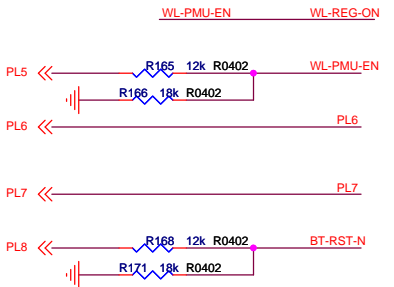 WL-PMU-EN WL-REG-ON
PL5 R165 12k R0402 WL-PMU-EN
R166 18k R0402
PL6 PL6
PL7 PL7
PL8 R168 12k R0402 BT-RST-N
R171 18k R0402